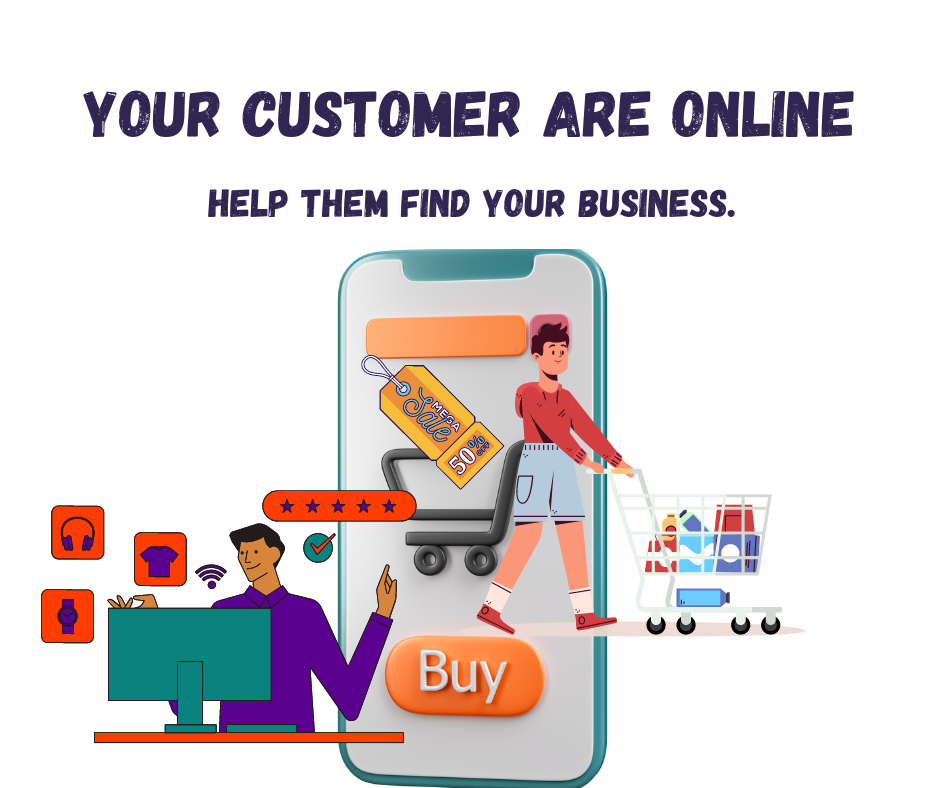 YOUR CUSTOMER ARE ONLINE
HELP THEM FIND YOUR BUSINESS.
MEGA
Sale
50% OFF
Buy